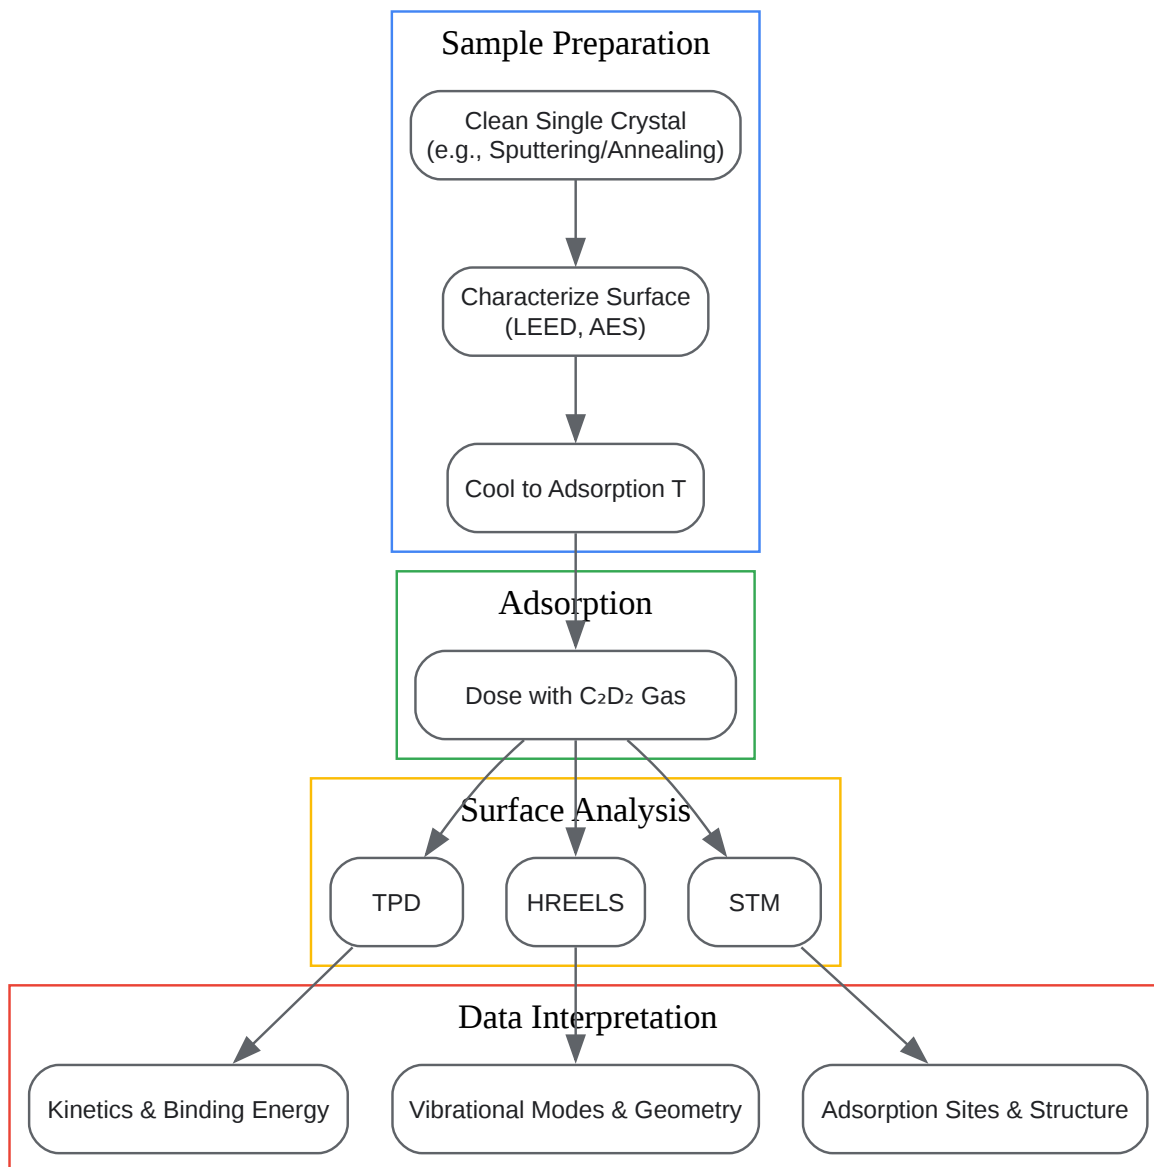 Sample Preparation
Clean Single Crystal
(e.g., Sputtering/Annealing)
Characterize Surface
(LEED, AES)
Cool to Adsorption T
Adsorption
Dose with C₂D₂ Gas
Surface Analysis
TPD
HREELS
STM
Data Interpretation
Kinetics & Binding Energy
Vibrational Modes & Geometry
Adsorption Sites & Structure